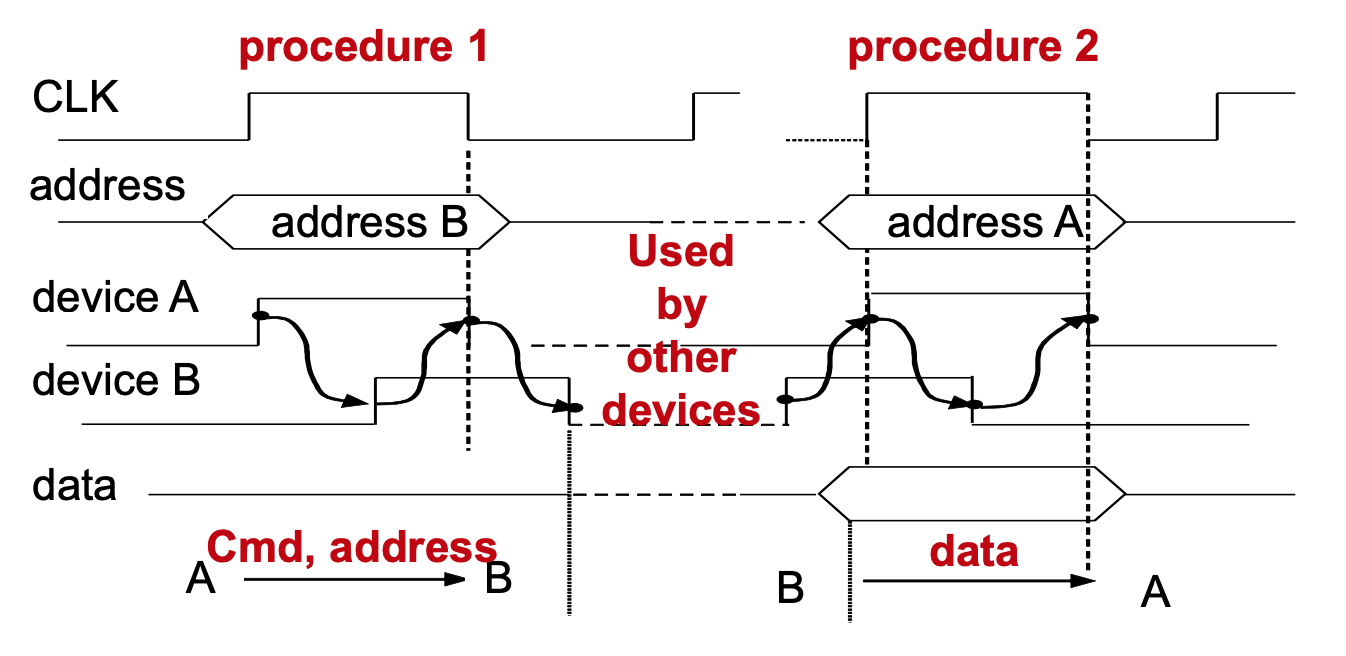 procedure 1
procedure 2
CLK
address
address B
address A
Used
by
other
devices
device A
device B
data
Cmd, address
A
B
data
B
A